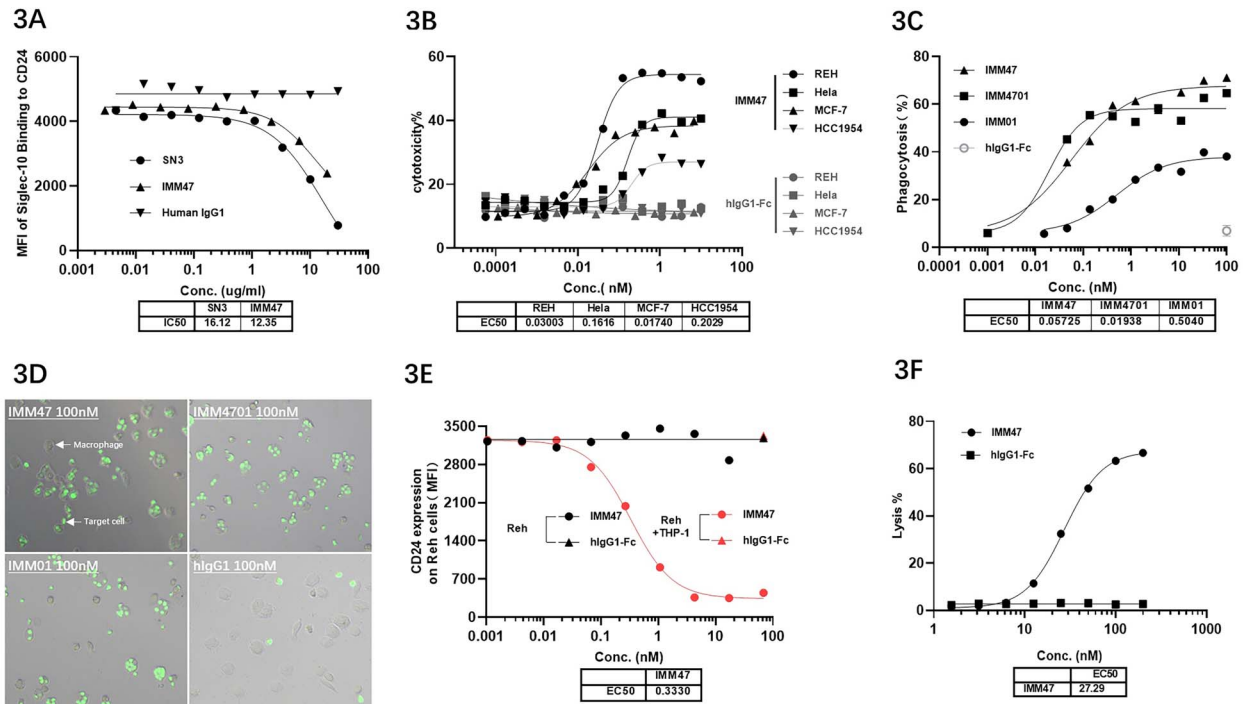 3A
MFI of Siglec-10 Binding to CD24
6000
4000
2000
0
SN3
IMM47
Human IgG1
0.001 0.01 0.1 1 10 100
Conc. (ug/ml)
SN3 IMM47
IC50 16.12 12.35
3B
cytotoxicity%
60
40
20
0
0.0001 0.01 1 100
Conc.( nM)
IMM47
REH
Hela
MCF-7
HCC1954
hIgG1-Fc
REH
Hela
MCF-7
HCC1954
REH Hela MCF-7 HCC1954
EC50 0.03003 0.1616 0.01740 0.2029
3C
Phagocytosis ( % )
80
60
40
20
0
IMM47
IMM4701
IMM01
hIgG1-Fc
0.0001 0.001 0.01 0.1 1 10 100
Conc. (nM)
IMM47 IMM4701 IMM01
EC50 0.05725 0.01938 0.5040
3D
IMM47 100nM
Macrophage
Target cell
IMM4701 100nM
IMM01 100nM
hIgG1 100nM
3E
CD24 expression
on Reh cells ( MFI)
3500
2800
2100
1400
700
0
Reh
IMM47
hIgG1-Fc
Reh
+THP-1
IMM47
hIgG1-Fc
0.001 0.01 0.1 1 10 100
Conc. (nM)
IMM47
EC50 0.3330
3F
Lysis %
80
60
40
20
0
IMM47
hIgG1-Fc
1 10 100 1000
Conc. (nM)
EC50
IMM47 27.29